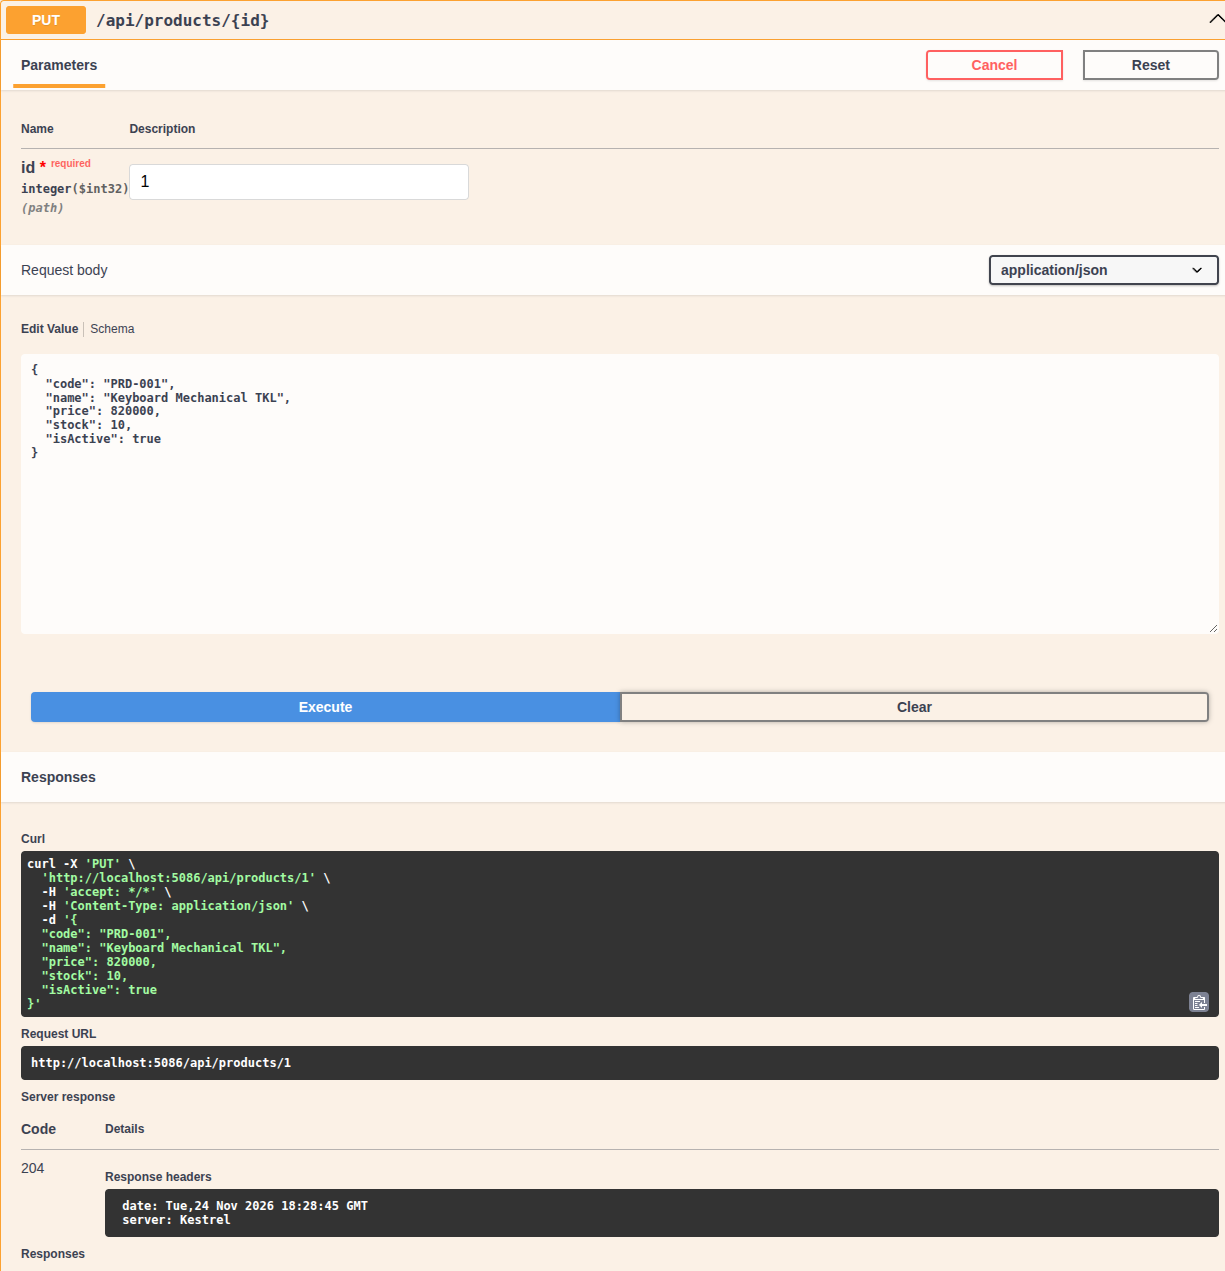 PUT /api/products/{id}
Parameters Cancel Reset
Name Description
id * required
integer($int32)
(path)
1
Request body application/json
Edit Value Schema
{
  "code": "PRD-001",
  "name": "Keyboard Mechanical TKL",
  "price": 820000,
  "stock": 10,
  "isActive": true
}
Execute Clear
Responses
Curl
curl -X 'PUT' \
  'http://localhost:5086/api/products/1' \
  -H 'accept: */*' \
  -H 'Content-Type: application/json' \
  -d '{
  "code": "PRD-001",
  "name": "Keyboard Mechanical TKL",
  "price": 820000,
  "stock": 10,
  "isActive": true
}'
Request URL
http://localhost:5086/api/products/1
Server response
Code Details
204
Response headers
date: Tue,24 Nov 2026 18:28:45 GMT
server: Kestrel
Responses